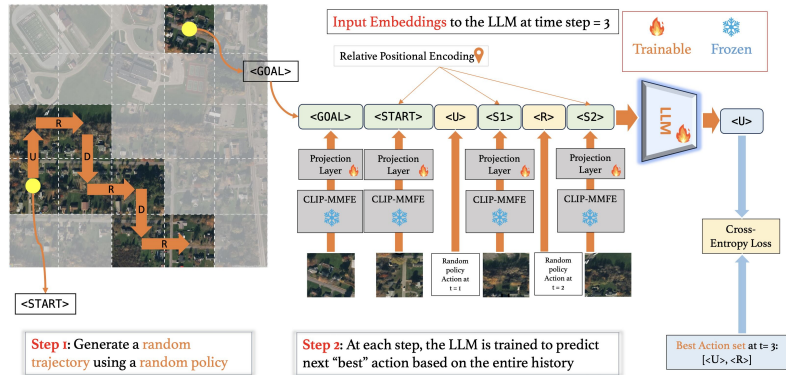 Input Embeddings to the LLM at time step = 3
Trainable
Frozen
Relative Positional Encoding
<GOAL>
<GOAL>
<START>
<U>
<S1>
<R>
<S2>
LLM
<U>
R
U
D
R
D
R
Projection
Layer
Projection
Layer
Projection
Layer
Projection
Layer
CLIP-MMFE
CLIP-MMFE
CLIP-MMFE
CLIP-MMFE
Random
policy
Action at
t = 1
Random
policy
Action at
t = 2
Cross-
Entropy Loss
<START>
Step 1: Generate a random
trajectory using a random policy
Step 2: At each step, the LLM is trained to predict
next “best” action based on the entire history
Best Action set at t= 3:
[<U>, <R>]